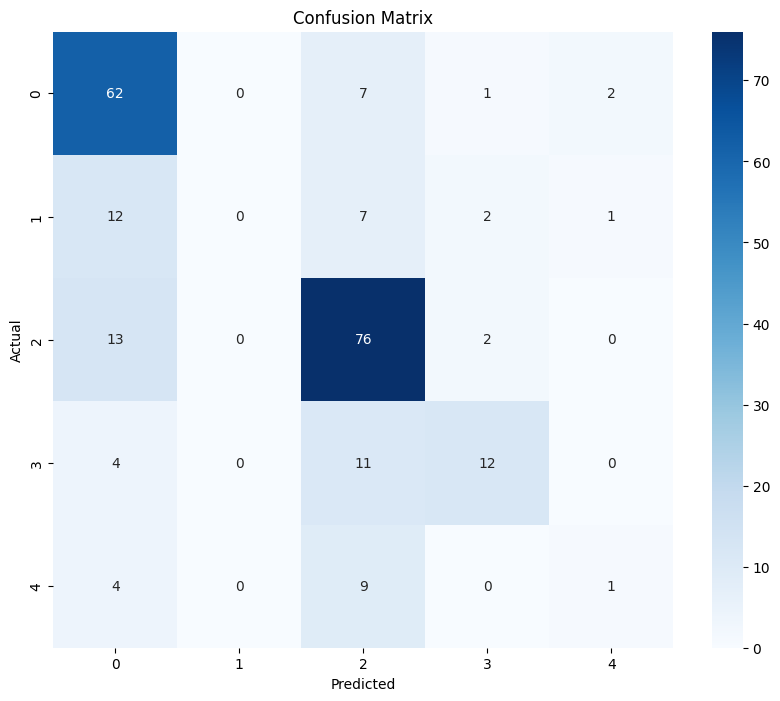 Confusion Matrix
0 62 0 7 1 2
1 12 0 7 2 1
2 13 0 76 2 0
3 4 0 11 12 0
4 4 0 9 0 1
0 1 2 3 4
Predicted
Actual
70
60
50
40
30
20
10
0